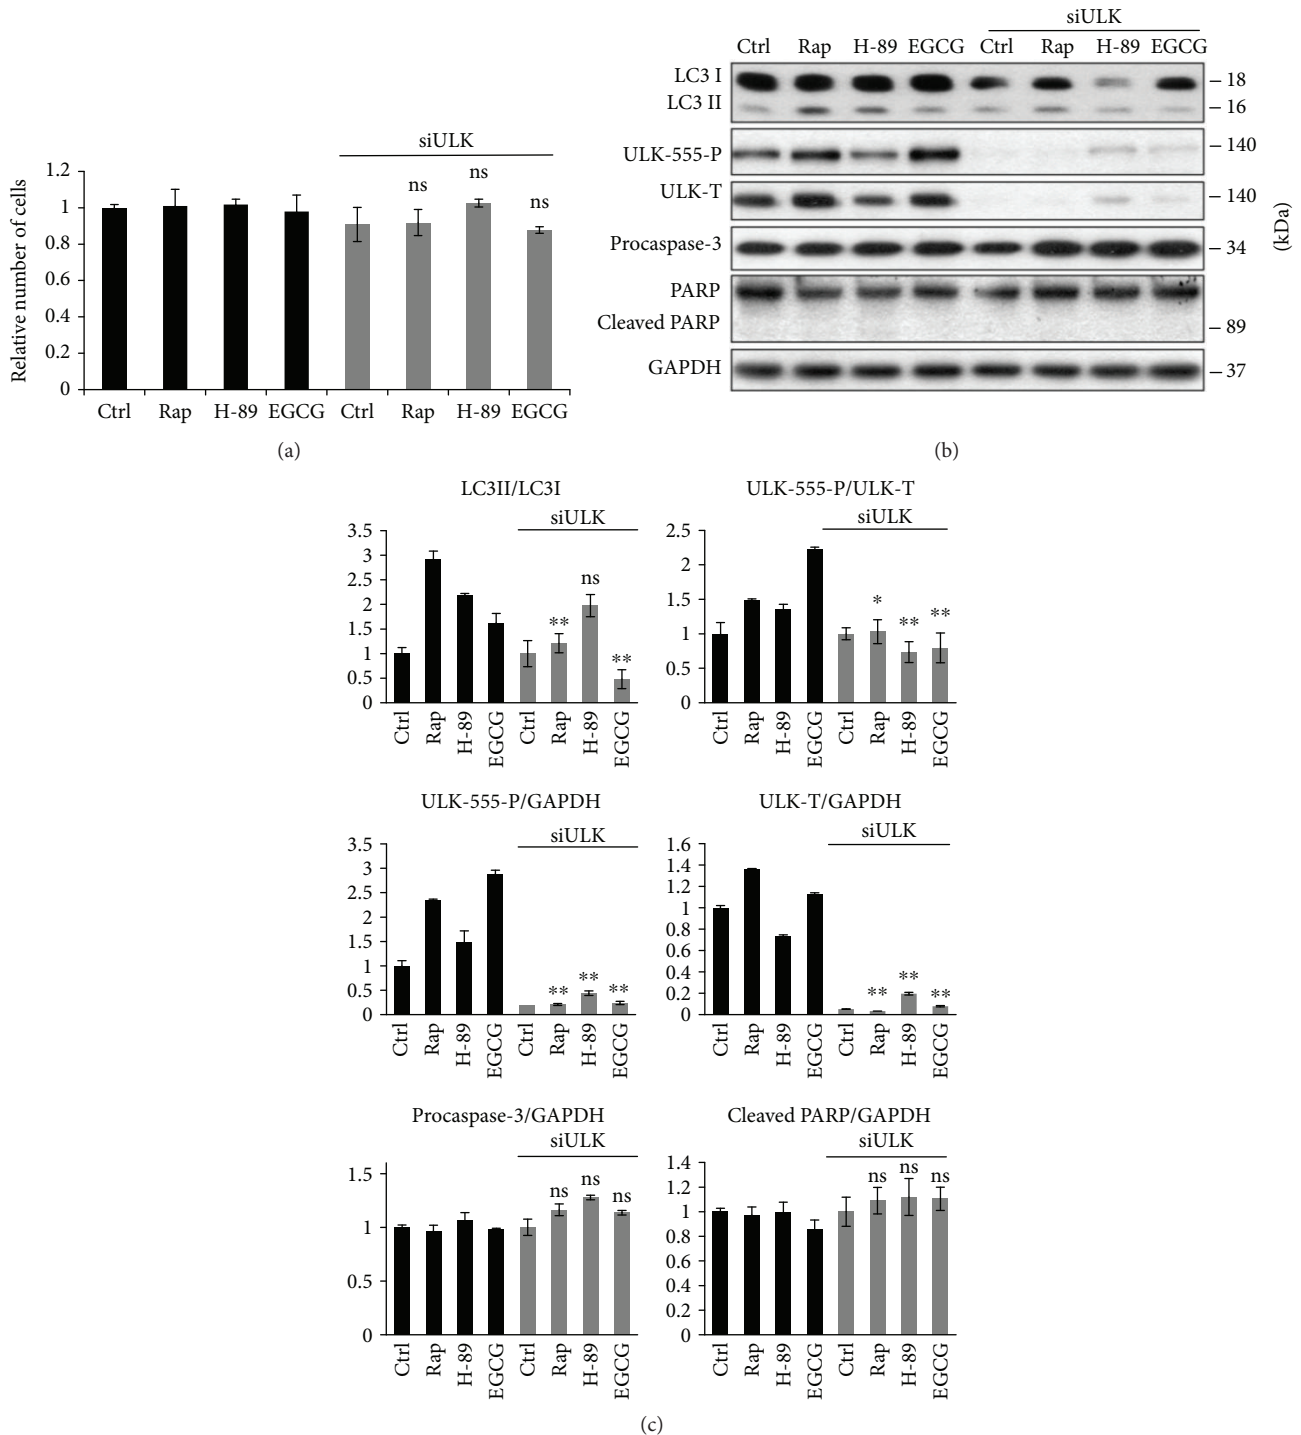 siULK
Relative number of cells
1.2
1
0.8
0.6
0.4
0.2
0
ns
ns
ns
Ctrl Rap H-89 EGCG Ctrl Rap H-89 EGCG
(a)
siULK
Ctrl Rap H-89 EGCG Ctrl Rap H-89 EGCG
LC3 I
LC3 II
ULK-555-P
ULK-T
Procaspase-3
PARP
Cleaved PARP
GAPDH
18
16
140
140
34
89
37
(kDa)
(b)
LC3II/LC3I
siULK
3.5
3
2.5
2
1.5
1
0.5
0
**
ns
**
Ctrl Rap H-89 EGCG Ctrl Rap H-89 EGCG
ULK-555-P/ULK-T
siULK
2.5
2
1.5
1
0.5
0
*
**
**
Ctrl Rap H-89 EGCG Ctrl Rap H-89 EGCG
ULK-555-P/GAPDH
siULK
3.5
3
2.5
2
1.5
1
0.5
0
**
**
**
Ctrl Rap H-89 EGCG Ctrl Rap H-89 EGCG
ULK-T/GAPDH
siULK
1.6
1.4
1.2
1
0.8
0.6
0.4
0.2
0
**
**
**
Ctrl Rap H-89 EGCG Ctrl Rap H-89 EGCG
Procaspase-3/GAPDH
siULK
1.5
1
0.5
0
ns
ns
ns
Ctrl Rap H-89 EGCG Ctrl Rap H-89 EGCG
Cleaved PARP/GAPDH
siULK
1.4
1.2
1
0.8
0.6
0.4
0.2
0
ns
ns
ns
Ctrl Rap H-89 EGCG Ctrl Rap H-89 EGCG
(c)